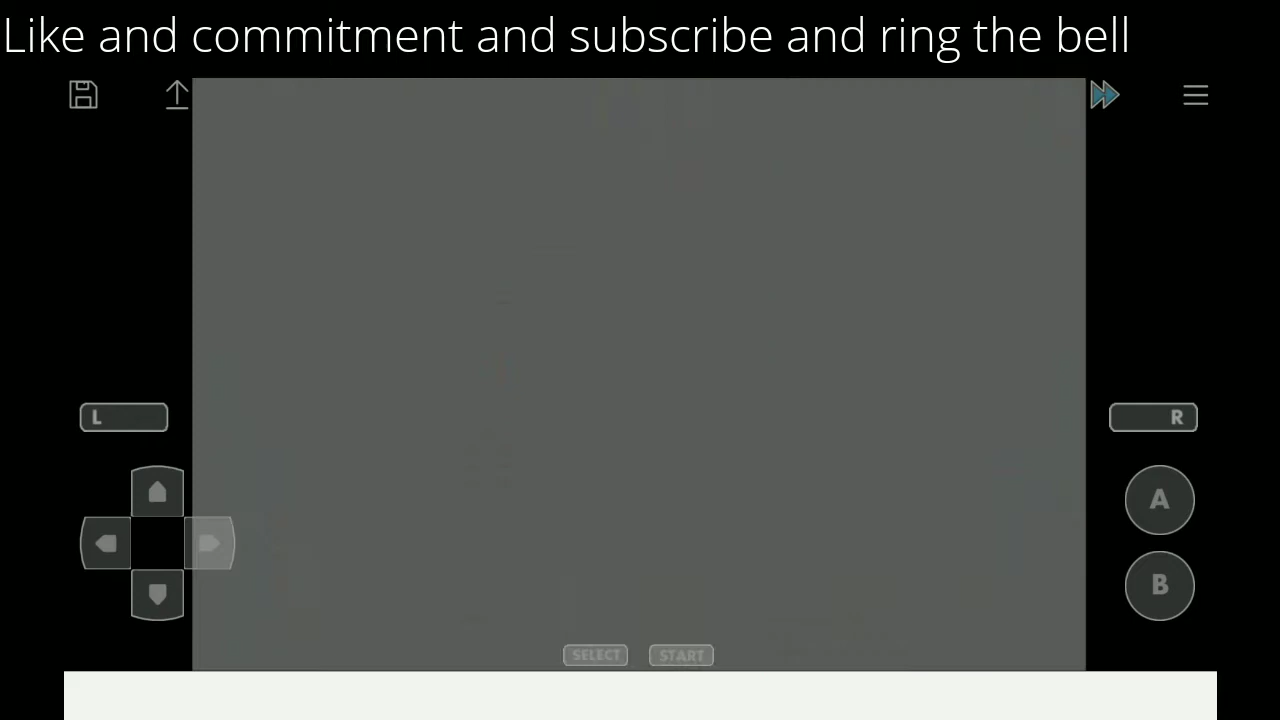 Like and commitment and subscribe and ring the bell
L
R
A
B
SELECT START